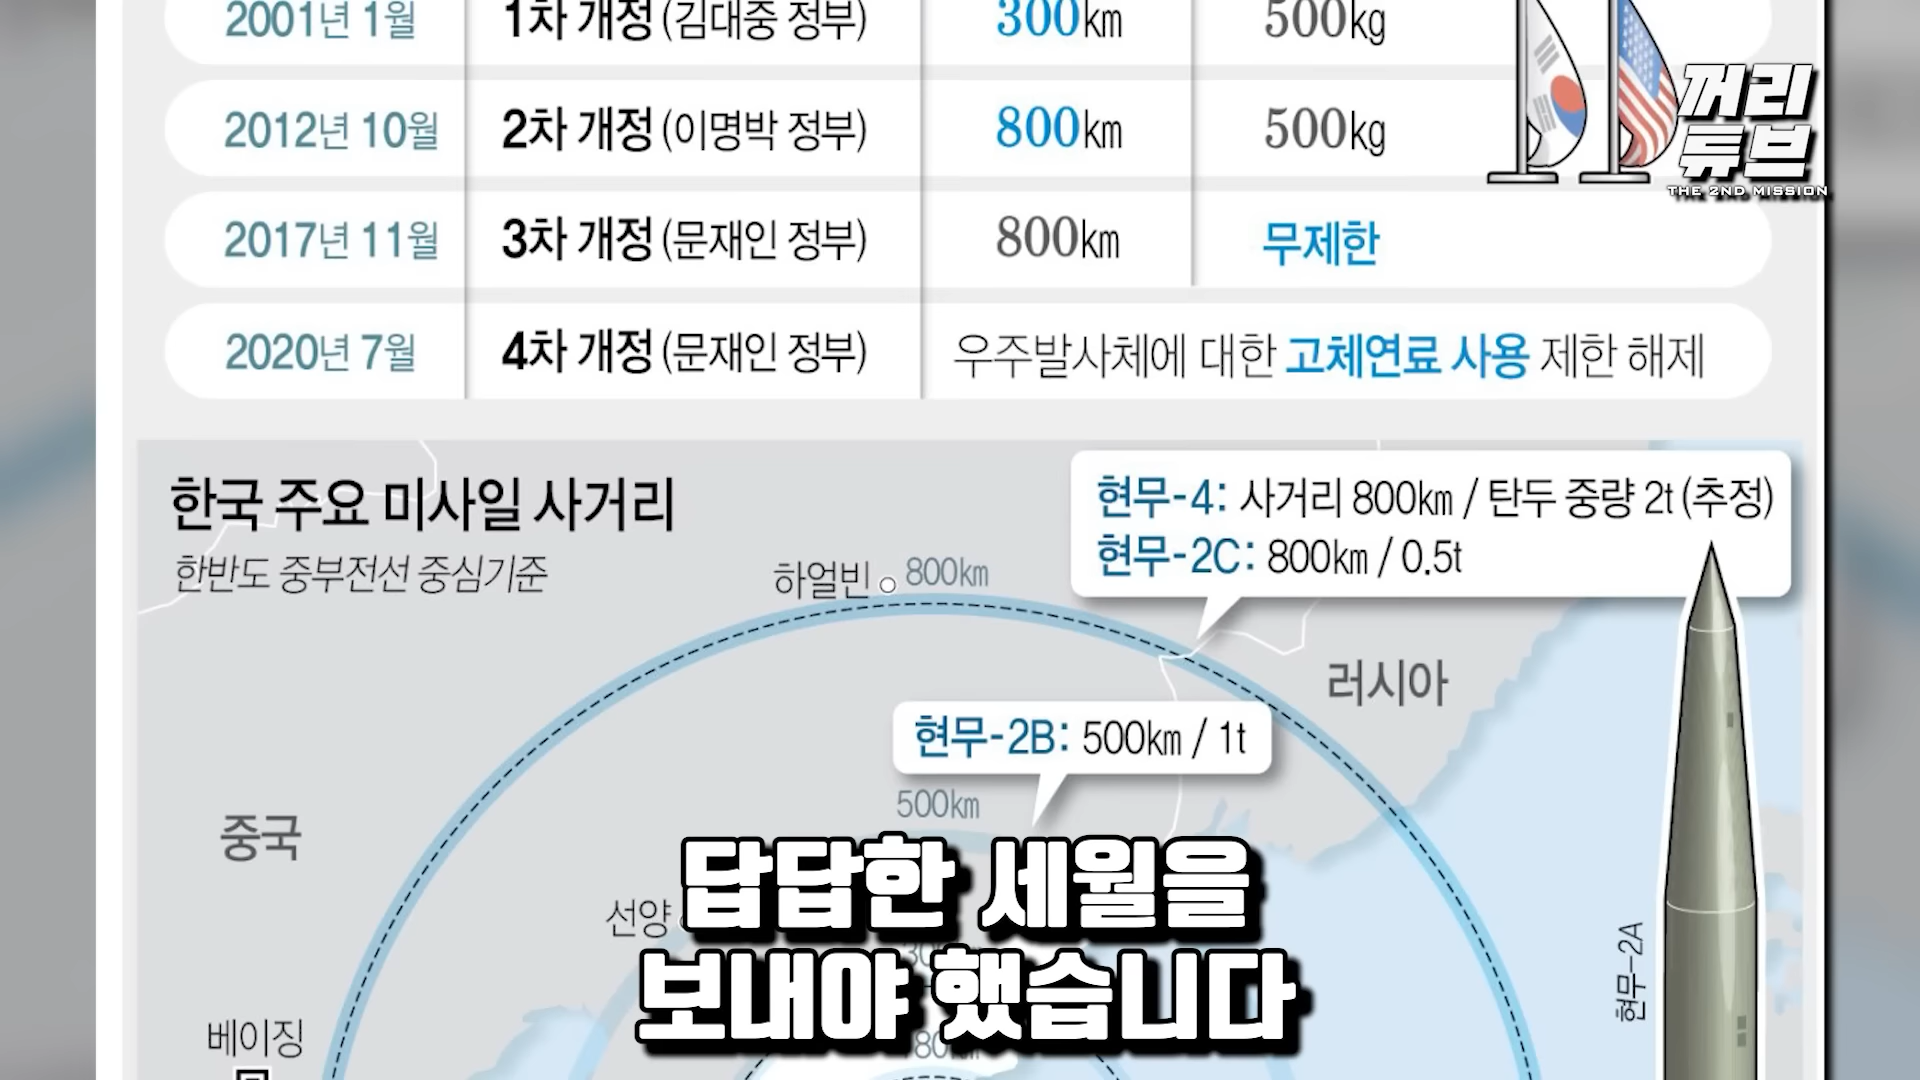 2001년 1월 1차 개정 (김대중 정부) 300km 500kg
2012년 10월 2차 개정 (이명박 정부) 800km 500kg
2017년 11월 3차 개정 (문재인 정부) 800km 무제한
2020년 7월 4차 개정 (문재인 정부) 우주발사체에 대한 고체연료 사용 제한 해제
꺼리
튜브
THE 2ND MISSION
한국 주요 미사일 사거리
한반도 중부전선 중심기준
현무-4: 사거리 800km / 탄두 중량 2t (추정)
현무-2C: 800km / 0.5t
하얼빈 800km
러시아
현무-2B: 500km / 1t
500km
중국
선양
베이징
현무-2A
답답한 세월을
보내야 했습니다